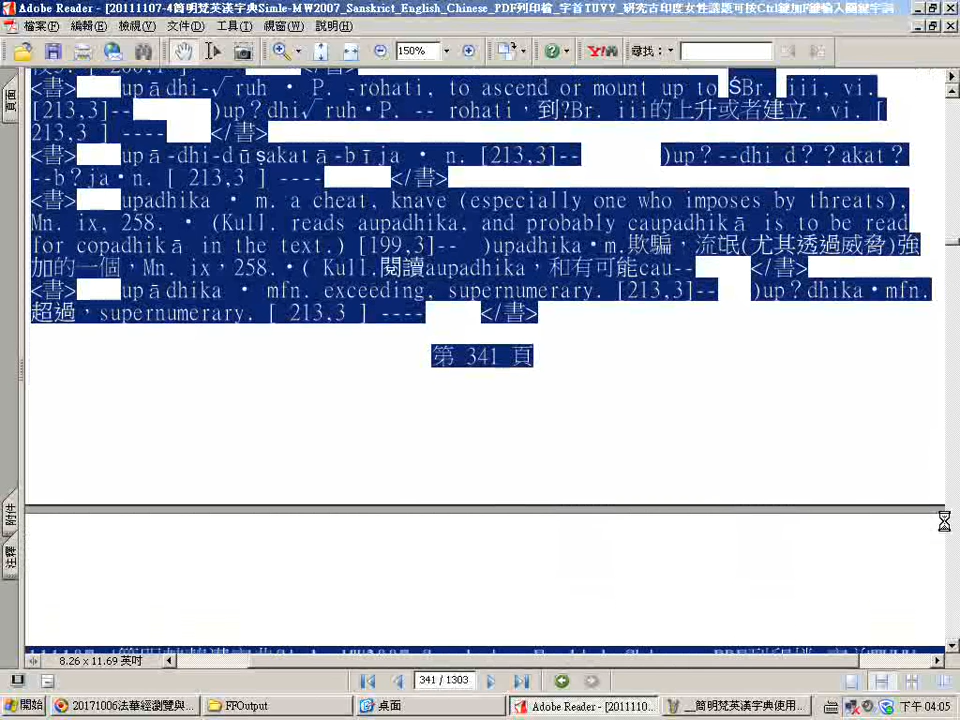 Adobe Reader - [20111107-4簡明梵英漢字典Simle-MW2007_Sanskrict_English_Chinese_PDF列印檔_字首TUVY_研究古印度女性議題可按Ctrl鍵加F鍵輸入關鍵字詞
檔案(F) 編輯(E) 檢視(V) 文件(D) 工具(T) 視窗(W) 說明(H)
150% Y! 尋找：
頁面
<書> upādhi-√ruh • P. -rohati, to ascend or mount up to ŚBr. iii, vi.
[213,3]-- )up？dhi√ruh•P. -- rohati，到?Br. iii的上升或者建立，vi. [
213,3 ] ---- </書>
<書> upā-dhi-dūṣakatā-bīja • n. [213,3]-- )up？--dhi d？？akat？
--b？ja•n. [ 213,3 ] ---- </書>
<書> upadhika • m. a cheat, knave (especially one who imposes by threats),
Mn. ix, 258. • (Kull. reads aupadhika, and probably caupadhikā is to be read
for copadhikā in the text.) [199,3]-- )upadhika•m.欺騙，流氓(尤其透過威脅)強
加的一個，Mn. ix，258.•( Kull.閱讀aupadhika，和有可能cau-- </書>
<書> upādhika • mfn. exceeding, supernumerary. [213,3]-- )up？dhika•mfn.
超過，supernumerary. [ 213,3 ] ---- </書>
第 341 頁
附件
注釋
8.26 x 11.69 英吋
341 / 1303
開始 20171006法華經瀏覽與... FFOutput 桌面 Adobe Reader - [2011110... __簡明梵英字典使用... 下午 04:05